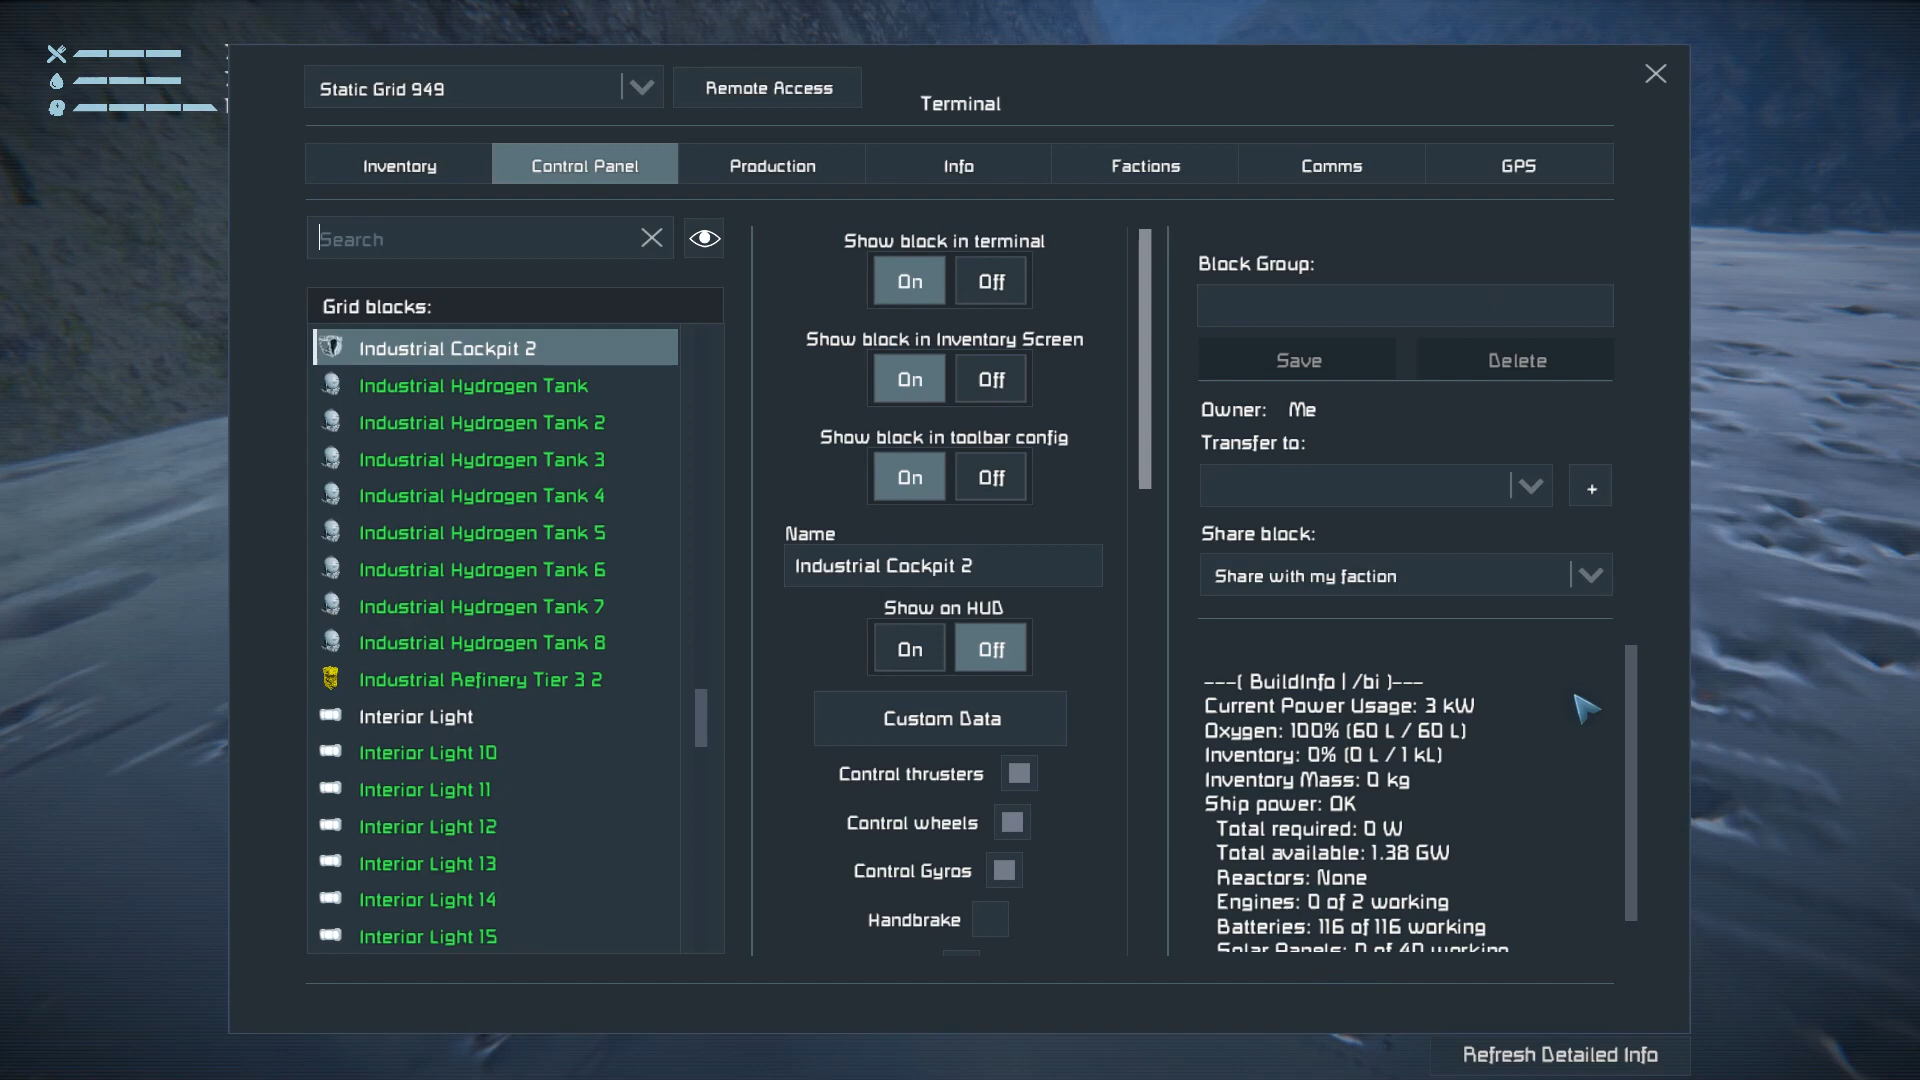 Static Grid 949
Remote Access
Terminal
Inventory
Control Panel
Production
Info
Factions
Comms
GPS
Search
Grid blocks:
Industrial Cockpit 2
Industrial Hydrogen Tank
Industrial Hydrogen Tank 2
Industrial Hydrogen Tank 3
Industrial Hydrogen Tank 4
Industrial Hydrogen Tank 5
Industrial Hydrogen Tank 6
Industrial Hydrogen Tank 7
Industrial Hydrogen Tank 8
Industrial Refinery Tier 3 2
Interior Light
Interior Light 10
Interior Light 11
Interior Light 12
Interior Light 13
Interior Light 14
Interior Light 15
Show block in terminal
On Off
Show block in Inventory Screen
On Off
Show block in toolbar config
On Off
Name
Industrial Cockpit 2
Show on HUD
On Off
Custom Data
Control thrusters
Control wheels
Control Gyros
Handbrake
Block Group:
Save Delete
Owner: Me
Transfer to:
+
Share block:
Share with my faction
---( BuildInfo | /bi )---
Current Power Usage: 3 kW
Oxygen: 100% (60 L / 60 L)
Inventory: 0% (0 L / 1 kL)
Inventory Mass: 0 kg
Ship power: OK
Total required: 0 W
Total available: 1.38 GW
Reactors: None
Engines: 0 of 2 working
Batteries: 116 of 116 working
Solar Panels: 0 of 40 working
Refresh Detailed Info